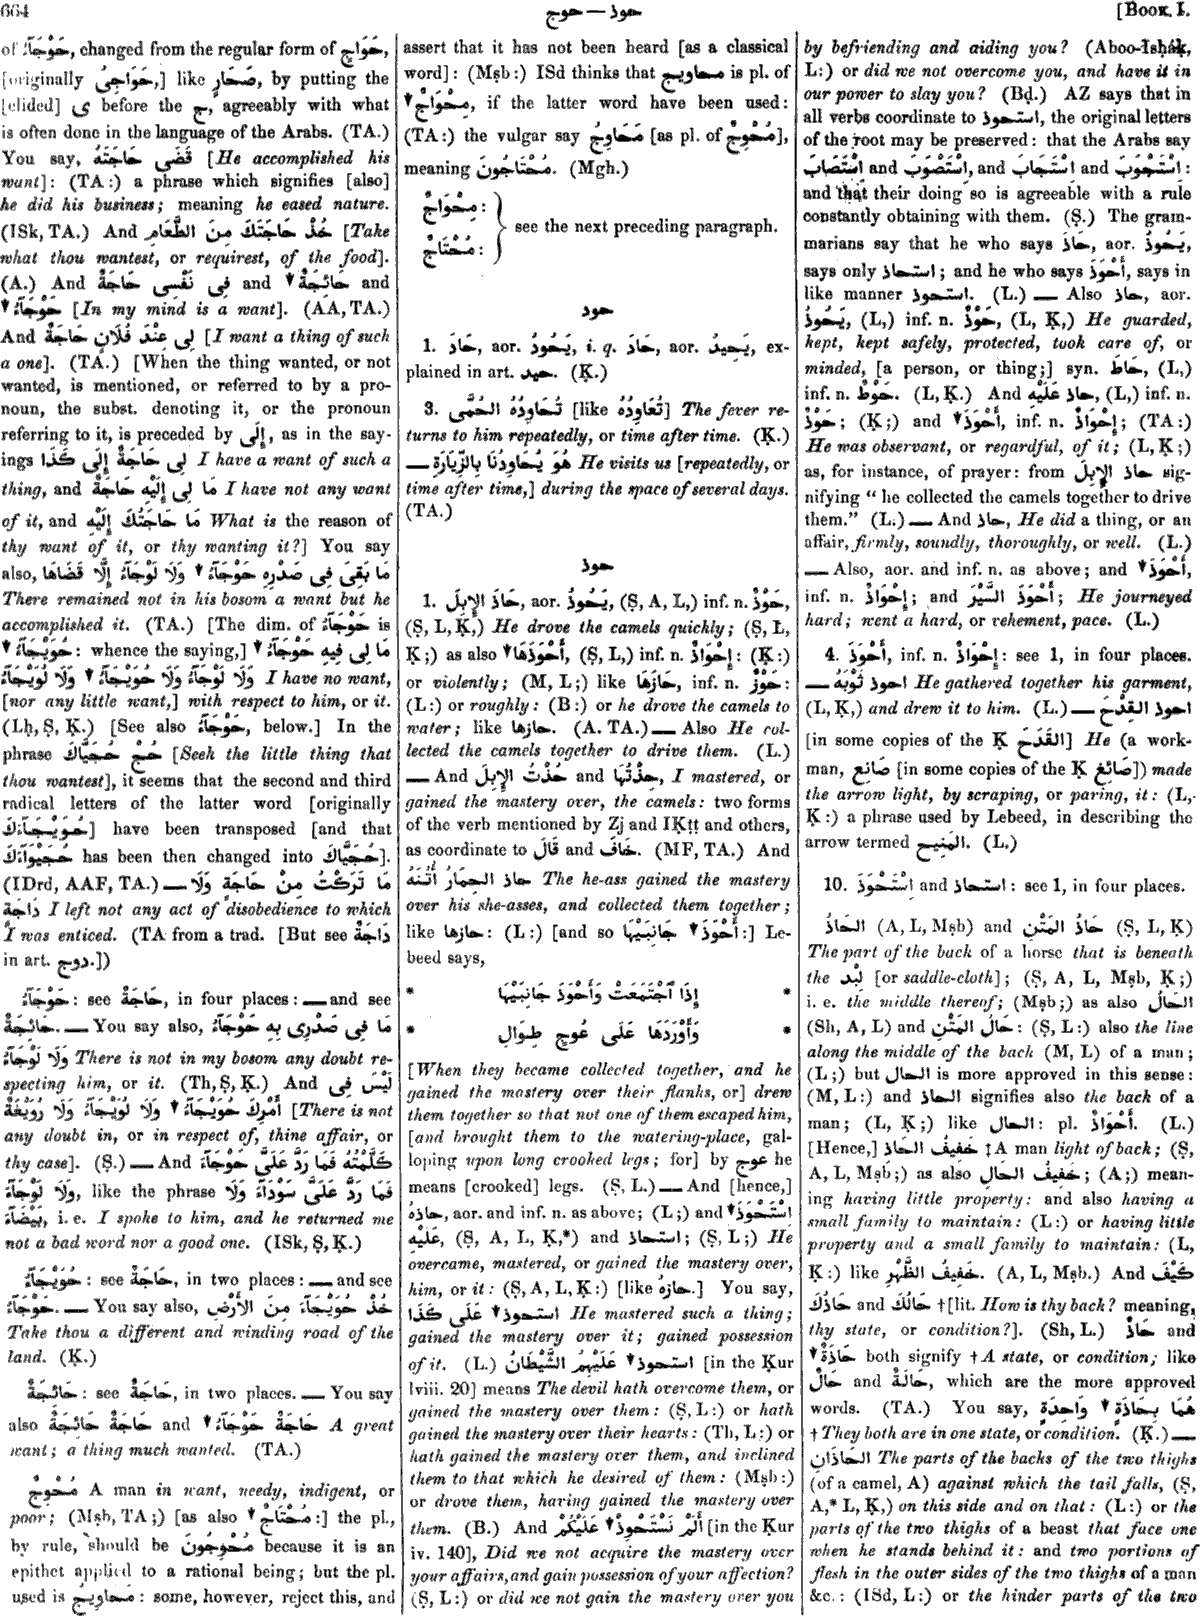 664
حوج — حوذ
[Book I.
of حَوْجَآءُ, changed from the regular form of حَوَاجٍ,
[originally حَوَاجِىُ,] like صَحَارٍ, by putting the
[elided] ى before the ج, agreeably with what
is often done in the language of the Arabs. (TA.)
You say, قَضَى حَاجَتَهُ [He accomplished his
want]: (TA:) a phrase which signifies [also]
he did his business; meaning he eased nature.
(ISk, TA.) And خُذْ حَاجَتَكَ مِنَ الطَّعَامِ [Take
what thou wantest, or requirest, of the food].
(A.) And فِى نَفْسِى حَاجَةٌ and ▼ حَائِجَةٌ and
▼ حَوْجَآءُ [In my mind is a want]. (AA, TA.)
And لِى عِنْدَ فُلَانٍ حَاجَةٌ [I want a thing of such
a one]. (TA.) [When the thing wanted, or not
wanted, is mentioned, or referred to by a pro-
noun, the subst. denoting it, or the pronoun
referring to it, is preceded by إِلَى, as in the say-
ings لِى حَاجَةٌ إِلَى كَذَا I have a want of such a
thing, and مَا لِى إِلَيْهِ حَاجَةٌ I have not any want
of it, and مَا حَاجَتُكَ إِلَيْهِ What is the reason of
thy want of it, or thy wanting it?] You say
also, مَا بَقِىَ فِى صَدْرِهِ حَوْجَآءُ ▼ وَلَا لَوْجَآءُ إِلَّا قَضَاهَا
There remained not in his bosom a want but he
accomplished it. (TA.) [The dim. of حَوْجَآءُ is
▼ حُوَيْجَآءُ: whence the saying,] مَا لِى فِيهِ حَوْجَآءُ ▼
وَلَا لَوْجَآءُ وَلَا حُوَيْجَآءُ ▼ وَلَا لُوَيْجَآءُ I have no want,
[nor any little want,] with respect to him, or it.
(Lḥ, Ṣ, Ḳ.) [See also حَوْجَآءُ, below.] In the
phrase حُجْ حُجَيَّاكَ [Seek the little thing that
thou wantest], it seems that the second and third
radical letters of the latter word [originally
حُوَيْجَآءَكَ] have been transposed [and that
حُجَيْوَآءَكَ has been then changed into حُجَيَّاكَ].
(IDrd, AAF, TA.) — مَا تَرَكْتُ مِنْ حَاجَةٍ وَلَا
دَاجَةٍ I left not any act of disobedience to which
I was enticed. (TA from a trad. [But see دَاجَةٌ
in art. دوج.])
حَوْجَآءُ: see حَاجَةٌ, in four places: — and see
حَائِجَةٌ. — You say also, مَا فِى صَدْرِى بِهِ حَوْجَآءُ
وَلَا لَوْجَآءُ There is not in my bosom any doubt re-
specting him, or it. (Th, Ṣ, Ḳ.) And لَيْسَ فِى
أَمْرِكَ حُوَيْجَآءُ ▼ وَلَا لُوَيْجَآءُ وَلَا رُوَيْغَةٌ [There is not
any doubt in, or in respect of, thine affair, or
thy case]. (Ṣ.) — And كَلَّمْتُهُ فَمَا رَدَّ عَلَىَّ حَوْجَآءَ
وَلَا لَوْجَآءَ, like the phrase فَمَا رَدَّ عَلَىَّ سَوْدَآءَ وَلَا
بَيْضَآءَ, i. e. I spoke to him, and he returned me
not a bad word nor a good one. (ISk, Ṣ, Ḳ.)
حُوَيْجَآءُ: see حَاجَةٌ, in two places: — and see
حَوْجَآءُ. — You say also, خُذْ حُوَيْجَآءَ مِنَ الأَرْضِ
Take thou a different and winding road of the
land. (Ḳ.)
حَائِجَةٌ: see حَاجَةٌ, in two places. — You say
also حَاجَةٌ حَائِجَةٌ and ▼ حَاجَةٌ حَوْجَآءُ A great
want; a thing much wanted. (TA.)
مُحْوِجٌ A man in want, needy, indigent, or
poor; (Mṣb, TA;) [as also ▼ مُحْتَاجٌ:] the pl.,
by rule, should be مُحْوِجُونَ because it is an
epithet applied to a rational being; but the pl.
used is مَحَاوِيجُ: some, however, reject this, and
assert that it has not been heard [as a classical
word]: (Mṣb:) ISd thinks that محاويج is pl. of
▼ مِحْوَاجٌ, if the latter word have been used:
(TA:) the vulgar say مَحَاوِجُ [as pl. of مُحْوِجٌ],
meaning مُحْتَاجُونَ. (Mgh.)
مِحْوَاجٌ:
مُحْتَاجٌ:
see the next preceding paragraph.
حود
1. حَادَ, aor. يَحُودُ, i. q. حَادَ, aor. يَحِيدُ, ex-
plained in art. حيد. (Ḳ.)
3. تُحَاوِدُهُ الحُمَّى [like تُعَاوِدُهُ] The fever re-
turns to him repeatedly, or time after time. (Ḳ.)
— هُوَ يُحَاوِدُنَا بِالزِّيَارَةِ He visits us [repeatedly, or
time after time,] during the space of several days.
(TA.)
حوذ
1. حَاذَ الإِبِلَ, aor. يَحُوذُ, (Ṣ, A, L,) inf. n. حَوْذٌ,
(Ṣ, L, Ḳ,) He drove the camels quickly; (Ṣ, L,
Ḳ;) as also ▼ أَحْوَذَهَا, (Ṣ, L,) inf. n. إِحْوَاذٌ: (Ḳ:)
or violently; (M, L;) like حَازَهَا, inf. n. حَوْزٌ:
(L:) or roughly: (B:) or he drove the camels to
water; like حازها. (A. TA.) — Also He col-
lected the camels together to drive them. (L.)
— And حُذْتُ الإِبِلَ and حِذْتُهَا, I mastered, or
gained the mastery over, the camels: two forms
of the verb mentioned by Zj and IḲṭṭ and others,
as coordinate to قَالَ and خَافَ. (MF, TA.) And
حاذ الحِمَارُ أُتُنَهُ The he-ass gained the mastery
over his she-asses, and collected them together;
like حازها: (L:) [and so ▼ أَحْوَذَ جَانِبَيْهَا:] Le-
beed says,
* إِذَا ٱجْتَمَعَتْ وَأَحْوَذَ جَانِبَيْهَا *
* وَأَوْرَدَهَا عَلَى عُوجٍ طِوَالِ *
[When they became collected together, and he
gained the mastery over their flanks, or] drew
them together so that not one of them escaped him,
[and brought them to the watering-place, gal-
loping upon long crooked legs; for] by عوج he
means [crooked] legs. (Ṣ, L.) — And [hence,]
حاذه, aor. and inf. n. as above; (L;) and ▼ اسْتَحْوَذَ
عَلَيْهِ, (Ṣ, A, L, Ḳ,*) and استحاذ; (Ṣ, L;) He
overcame, mastered, or gained the mastery over,
him, or it: (Ṣ, A, L, Ḳ:) [like حازهُ.] You say,
استحوذ ▼ عَلَى كَذَا He mastered such a thing;
gained the mastery over it; gained possession
of it. (L.) استحوذ ▼ عَلَيْهِمُ الشَّيْطَانُ [in the Ḳur
lviii. 20] means The devil hath overcome them, or
gained the mastery over them: (Ṣ, L:) or hath
gained the mastery over their hearts: (Th, L:) or
hath gained the mastery over them, and inclined
them to that which he desired of them: (Mṣb:)
or drove them, having gained the mastery over
them. (B.) And أَلَمْ نَسْتَحْوِذْ ▼ عَلَيْكُمْ [in the Ḳur
iv. 140], Did we not acquire the mastery over
your affairs, and gain possession of your affection?
(Ṣ, L:) or did we not gain the mastery over you
by befriending and aiding you? (Aboo-Isḥáḳ,
L:) or did we not overcome you, and have it in
our power to slay you? (Bḍ.) AZ says that in
all verbs coordinate to استحوذ, the original letters
of the root may be preserved: that the Arabs say
اسْتَصَابَ and اسْتَصْوَبَ, and اسْتَجَابَ and اسْتَجْوَبَ:
and that their doing so is agreeable with a rule
constantly obtaining with them. (Ṣ.) The gram-
marians say that he who says حَاذَ, aor. يَحُوذُ,
says only استحاذ; and he who says أَحْوَذَ, says in
like manner استحوذ. (L.) — Also حاذ, aor.
يَحُوذُ, (L,) inf. n. حَوْذٌ, (L, Ḳ,) He guarded,
kept, kept safely, protected, took care of, or
minded, [a person, or thing;] syn. حَاطَ, (L,)
inf. n. حَوْطٌ. (L, Ḳ.) And حاذ عَلَيْهِ, (L,) inf. n.
حَوْذٌ; (Ḳ;) and ▼ أَحْوَذَ, inf. n. إِحْوَاذٌ; (TA:)
He was observant, or regardful, of it; (L, Ḳ;)
as, for instance, of prayer: from حاذ الإِبِلَ sig-
nifying “he collected the camels together to drive
them.” (L.) — And حاذ, He did a thing, or an
affair, firmly, soundly, thoroughly, or well. (L.)
— Also, aor. and inf. n. as above; and ▼ أَحْوَذَ,
inf. n. إِحْوَاذٌ; and أَحْوَذَ السَّيْرَ; He journeyed
hard; went a hard, or vehement, pace. (L.)
4. أَحْوَذَ, inf. n. إِحْوَاذٌ: see 1, in four places.
— احوذ ثَوْبَهُ He gathered together his garment,
(L, Ḳ,) and drew it to him. (L.) — احوذ القِدْحَ
[in some copies of the Ḳ القَدَحَ] He (a work-
man, صَانِع [in some copies of the Ḳ صَائِغ]) made
the arrow light, by scraping, or paring, it: (L,
Ḳ:) a phrase used by Lebeed, in describing the
arrow termed المَنِيح. (L.)
10. اسْتَحْوَذَ and استحاذ: see 1, in four places.
الحَاذُ (A, L, Mṣb) and حَاذُ المَتْنِ (Ṣ, L, Ḳ)
The part of the back of a horse that is beneath
the لِبْد [or saddle-cloth]; (Ṣ, A, L, Mṣb, Ḳ;)
i. e. the middle thereof; (Mṣb;) as also الحَالُ
(Sh, A, L) and حَالُ المَتْنِ: (Ṣ, L:) also the line
along the middle of the back (M, L) of a man;
(L;) but الحال is more approved in this sense:
(M, L:) and الحاذ signifies also the back of a
man; (L, Ḳ;) like الحال: pl. أَحْوَاذٌ. (L.)
[Hence,] خَفِيفُ الحَاذِ ‡ A man light of back; (Ṣ,
A, L, Mṣb;) as also خَفِيفُ الحَالِ; (A;) mean-
ing having little property: and also having a
small family to maintain: (L:) or having little
property and a small family to maintain: (L,
Ḳ:) like خَفِيفُ الظَّهْرِ. (A, L, Mṣb.) And كَيْفَ
حَالُكَ and حَاذُكَ † [lit. How is thy back? meaning,
thy state, or condition?]. (Sh, L.) حَاذٌ and
▼ حَاذَةٌ both signify † A state, or condition; like
حَالٌ and حَالَةٌ, which are the more approved
words. (TA.) You say, هُمَا بِحَاذَةٍ ▼ وَاحِدَةٍ
† They both are in one state, or condition. (Ḳ.) —
الحَاذَانِ The parts of the backs of the two thighs
(of a camel, A) against which the tail falls, (Ṣ,
A,* L, Ḳ,) on this side and on that: (L:) or the
parts of the two thighs of a beast that face one
when he stands behind it: and two portions of
flesh in the outer sides of the two thighs of a man
&c.: (ISd, L:) or the hinder parts of the two